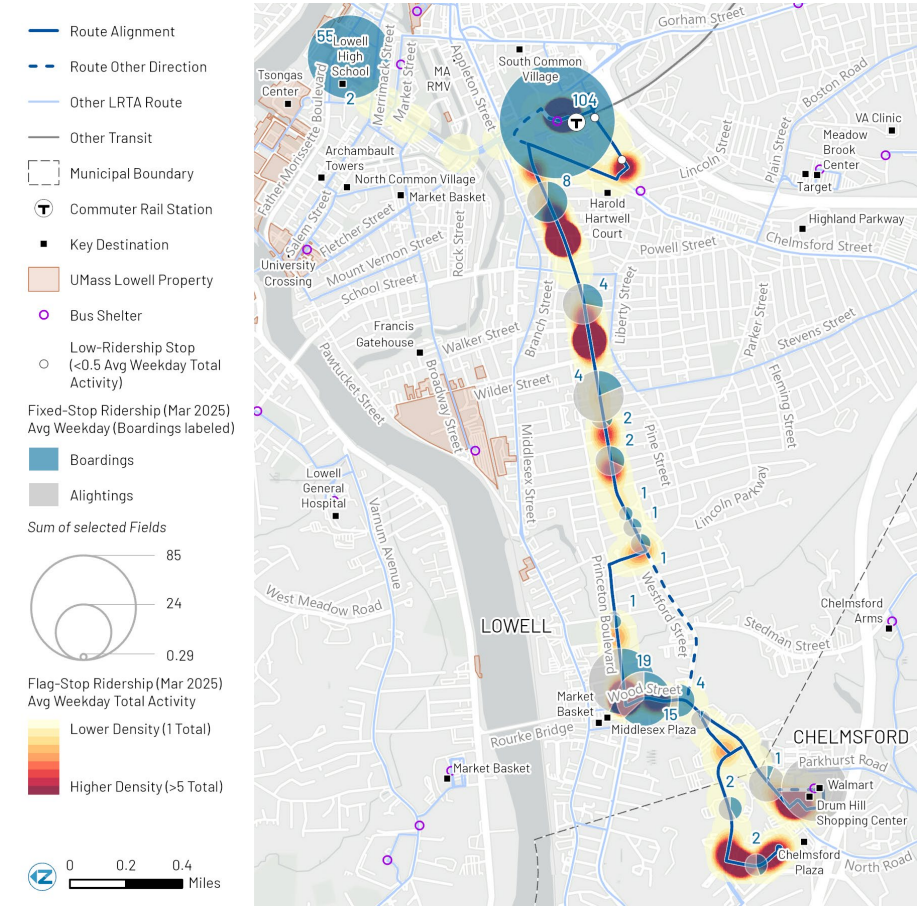 Route Alignment
Route Other Direction
Other LRTA Route
Other Transit
Municipal Boundary
T
Commuter Rail Station
Key Destination
UMass Lowell Property
Bus Shelter
Low-Ridership Stop
(<0.5 Avg Weekday Total
Activity)
Fixed-Stop Ridership (Mar 2025)
Avg Weekday (Boardings labeled)
Boardings
Alightings
Sum of selected Fields
85
24
0.29
Flag-Stop Ridership (Mar 2025)
Avg Weekday Total Activity
Lower Density (1 Total)
Higher Density (>5 Total)
Z
0
0.2
0.4
Miles
Gorham Street
55
Lowell
High
School
2
Merrimack Street
Market Street
MA
RMV
Appleton Street
South Common
Village
Boston Road
Tsongas
Center
Father Morissette Boulevard
104
T
VA Clinic
Plain Street
Meadow
Brook
Center
Target
Lincoln Street
Archambault
Towers
North Common Village
Market Basket
8
Harold
Hartwell
Court
Highland Parkway
Salem Street
Fletcher Street
Rock Street
Chelmsford Street
Powell Street
University
Crossing
Mount Vernon Street
School Street
4
Liberty Street
Branch Street
Parker Street
Stevens Street
Francis
Gatehouse
Walker Street
Pawtucket Street
Broadway Street
Wilder Street
4
Fleming Street
2
2
Pine Street
Middlesex Street
Lincoln Parkway
Lowell
General
Hospital
Varnum Avenue
1
1
1
West Meadow Road
Princeton Boulevard
1
Westford Street
Chelmsford
Arms
LOWELL
Stedman Street
19
Wood Street
4
15
Market
Basket
Middlesex Plaza
Rourke Bridge
CHELMSFORD
Parkhurst Road
1
Market Basket
2
Walmart
Drum Hill
Shopping Center
2
Chelmsford
Plaza
North Road